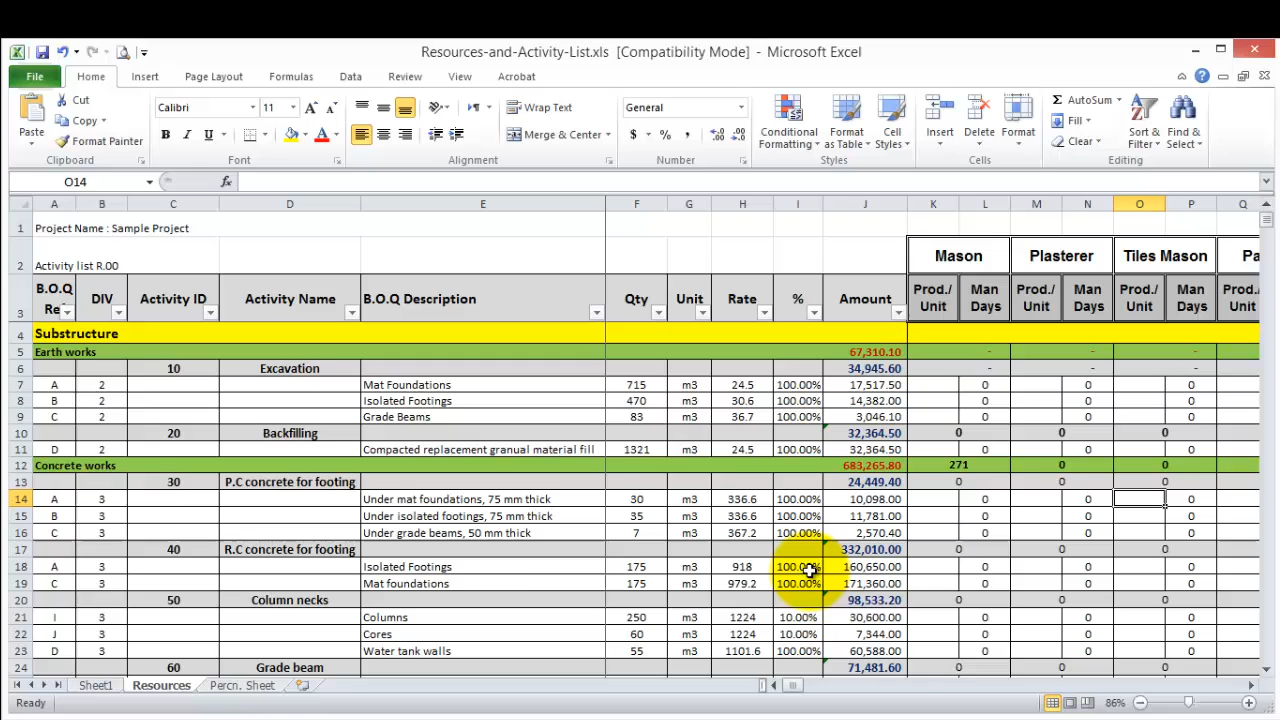 Resources-and-Activity-List.xls [Compatibility Mode] - Microsoft Excel
File Home Insert Page Layout Formulas Data Review View Acrobat
Paste Cut Copy Format Painter Clipboard
Calibri 11 B I U Font
Wrap Text Merge & Center Alignment
General $ % , Number
Conditional Formatting Format as Table Cell Styles Styles
Insert Delete Format Cells
Σ AutoSum Fill Clear Sort & Filter Find & Select Editing
O14 fx
A B C D E F G H I J K L M N O P Q
1 Project Name : Sample Project
2 Activity list R.00 Mason Plasterer Tiles Mason Pa
3 B.O.Q Re DIV Activity ID Activity Name B.O.Q Description Qty Unit Rate % Amount Prod./ Unit Man Days Prod./ Unit Man Days Prod./ Unit Man Days Prod./ Unit
4 Substructure
5 Earth works 67,310.10 - - -
6 10 Excavation 34,945.60 - - -
7 A 2 Mat Foundations 715 m3 24.5 100.00% 17,517.50 0 0 0
8 B 2 Isolated Footings 470 m3 30.6 100.00% 14,382.00 0 0 0
9 C 2 Grade Beams 83 m3 36.7 100.00% 3,046.10 0 0 0
10 20 Backfilling 32,364.50 0 0 0
11 D 2 Compacted replacement granual material fill 1321 m3 24.5 100.00% 32,364.50 0 0 0
12 Concrete works 683,265.80 271 0 0
13 30 P.C concrete for footing 24,449.40 0 0 0
14 A 3 Under mat foundations, 75 mm thick 30 m3 336.6 100.00% 10,098.00 0 0 0
15 B 3 Under isolated footings, 75 mm thick 35 m3 336.6 100.00% 11,781.00 0 0 0
16 C 3 Under grade beams, 50 mm thick 7 m3 367.2 100.00% 2,570.40 0 0 0
17 40 R.C concrete for footing 332,010.00 0 0 0
18 A 3 Isolated Footings 175 m3 918 100.00% 160,650.00 0 0 0
19 C 3 Mat foundations 175 m3 979.2 100.00% 171,360.00 0 0 0
20 50 Column necks 98,533.20 0 0 0
21 I 3 Columns 250 m3 1224 10.00% 30,600.00 0 0 0
22 J 3 Cores 60 m3 1224 10.00% 7,344.00 0 0 0
23 D 3 Water tank walls 55 m3 1101.6 100.00% 60,588.00 0 0 0
24 60 Grade beam 71,481.60 0 0 0
Sheet1 Resources Percn. Sheet
Ready 86%